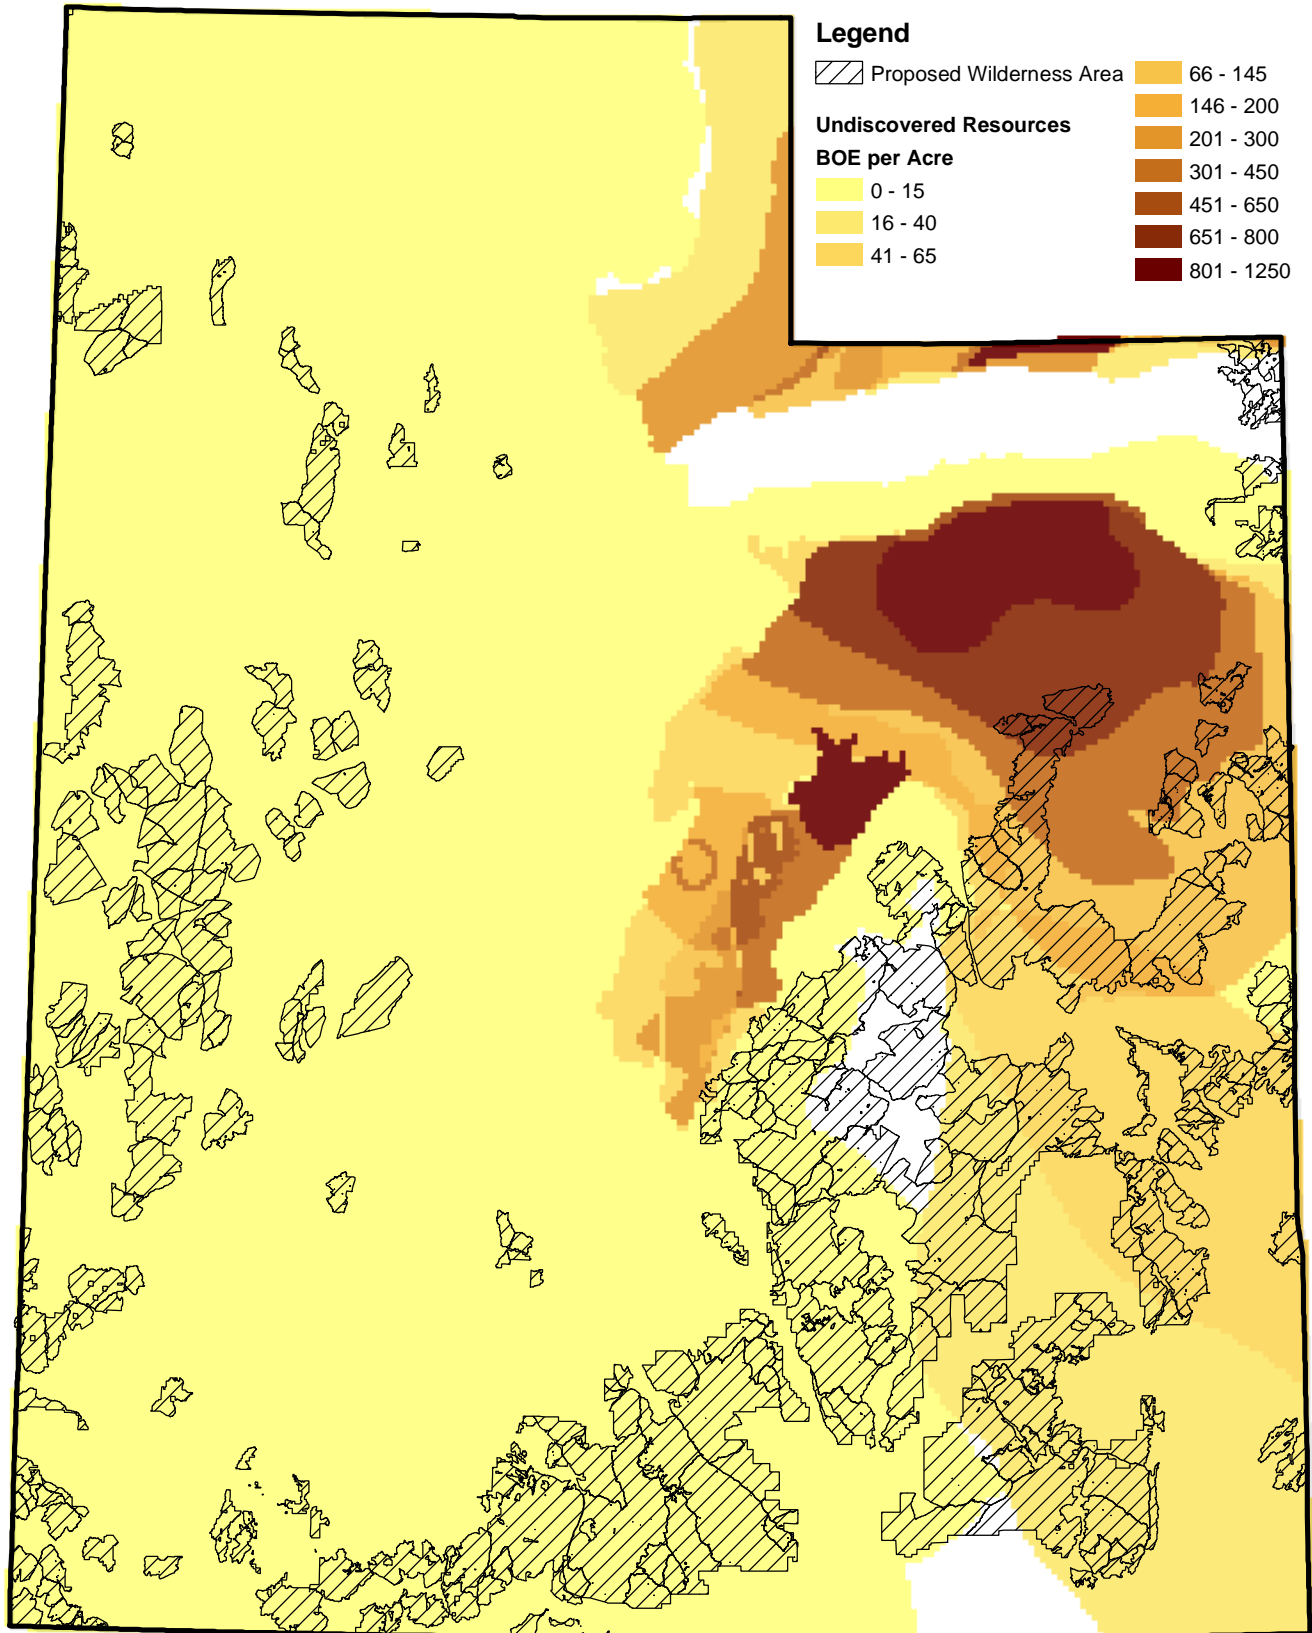 Legend
Proposed Wilderness Area
Undiscovered Resources
BOE per Acre
0 - 15
16 - 40
41 - 65
66 - 145
146 - 200
201 - 300
301 - 450
451 - 650
651 - 800
801 - 1250